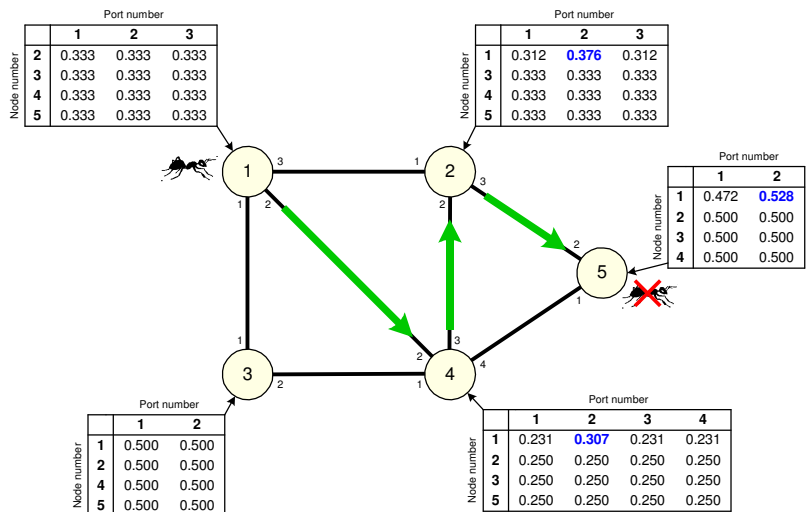 Port number
1 2 3
Node number
2 0.333 0.333 0.333
3 0.333 0.333 0.333
4 0.333 0.333 0.333
5 0.333 0.333 0.333
Port number
1 2 3
Node number
1 0.312 0.376 0.312
3 0.333 0.333 0.333
4 0.333 0.333 0.333
5 0.333 0.333 0.333
Port number
1 2
Node number
1 0.472 0.528
2 0.500 0.500
3 0.500 0.500
4 0.500 0.500
1
3
2
1
2
1
2
3
5
2
1
3
1
2
4
2
3
1
4
Port number
1 2
Node number
1 0.500 0.500
2 0.500 0.500
4 0.500 0.500
5 0.500 0.500
Port number
1 2 3 4
Node number
1 0.231 0.307 0.231 0.231
2 0.250 0.250 0.250 0.250
3 0.250 0.250 0.250 0.250
5 0.250 0.250 0.250 0.250